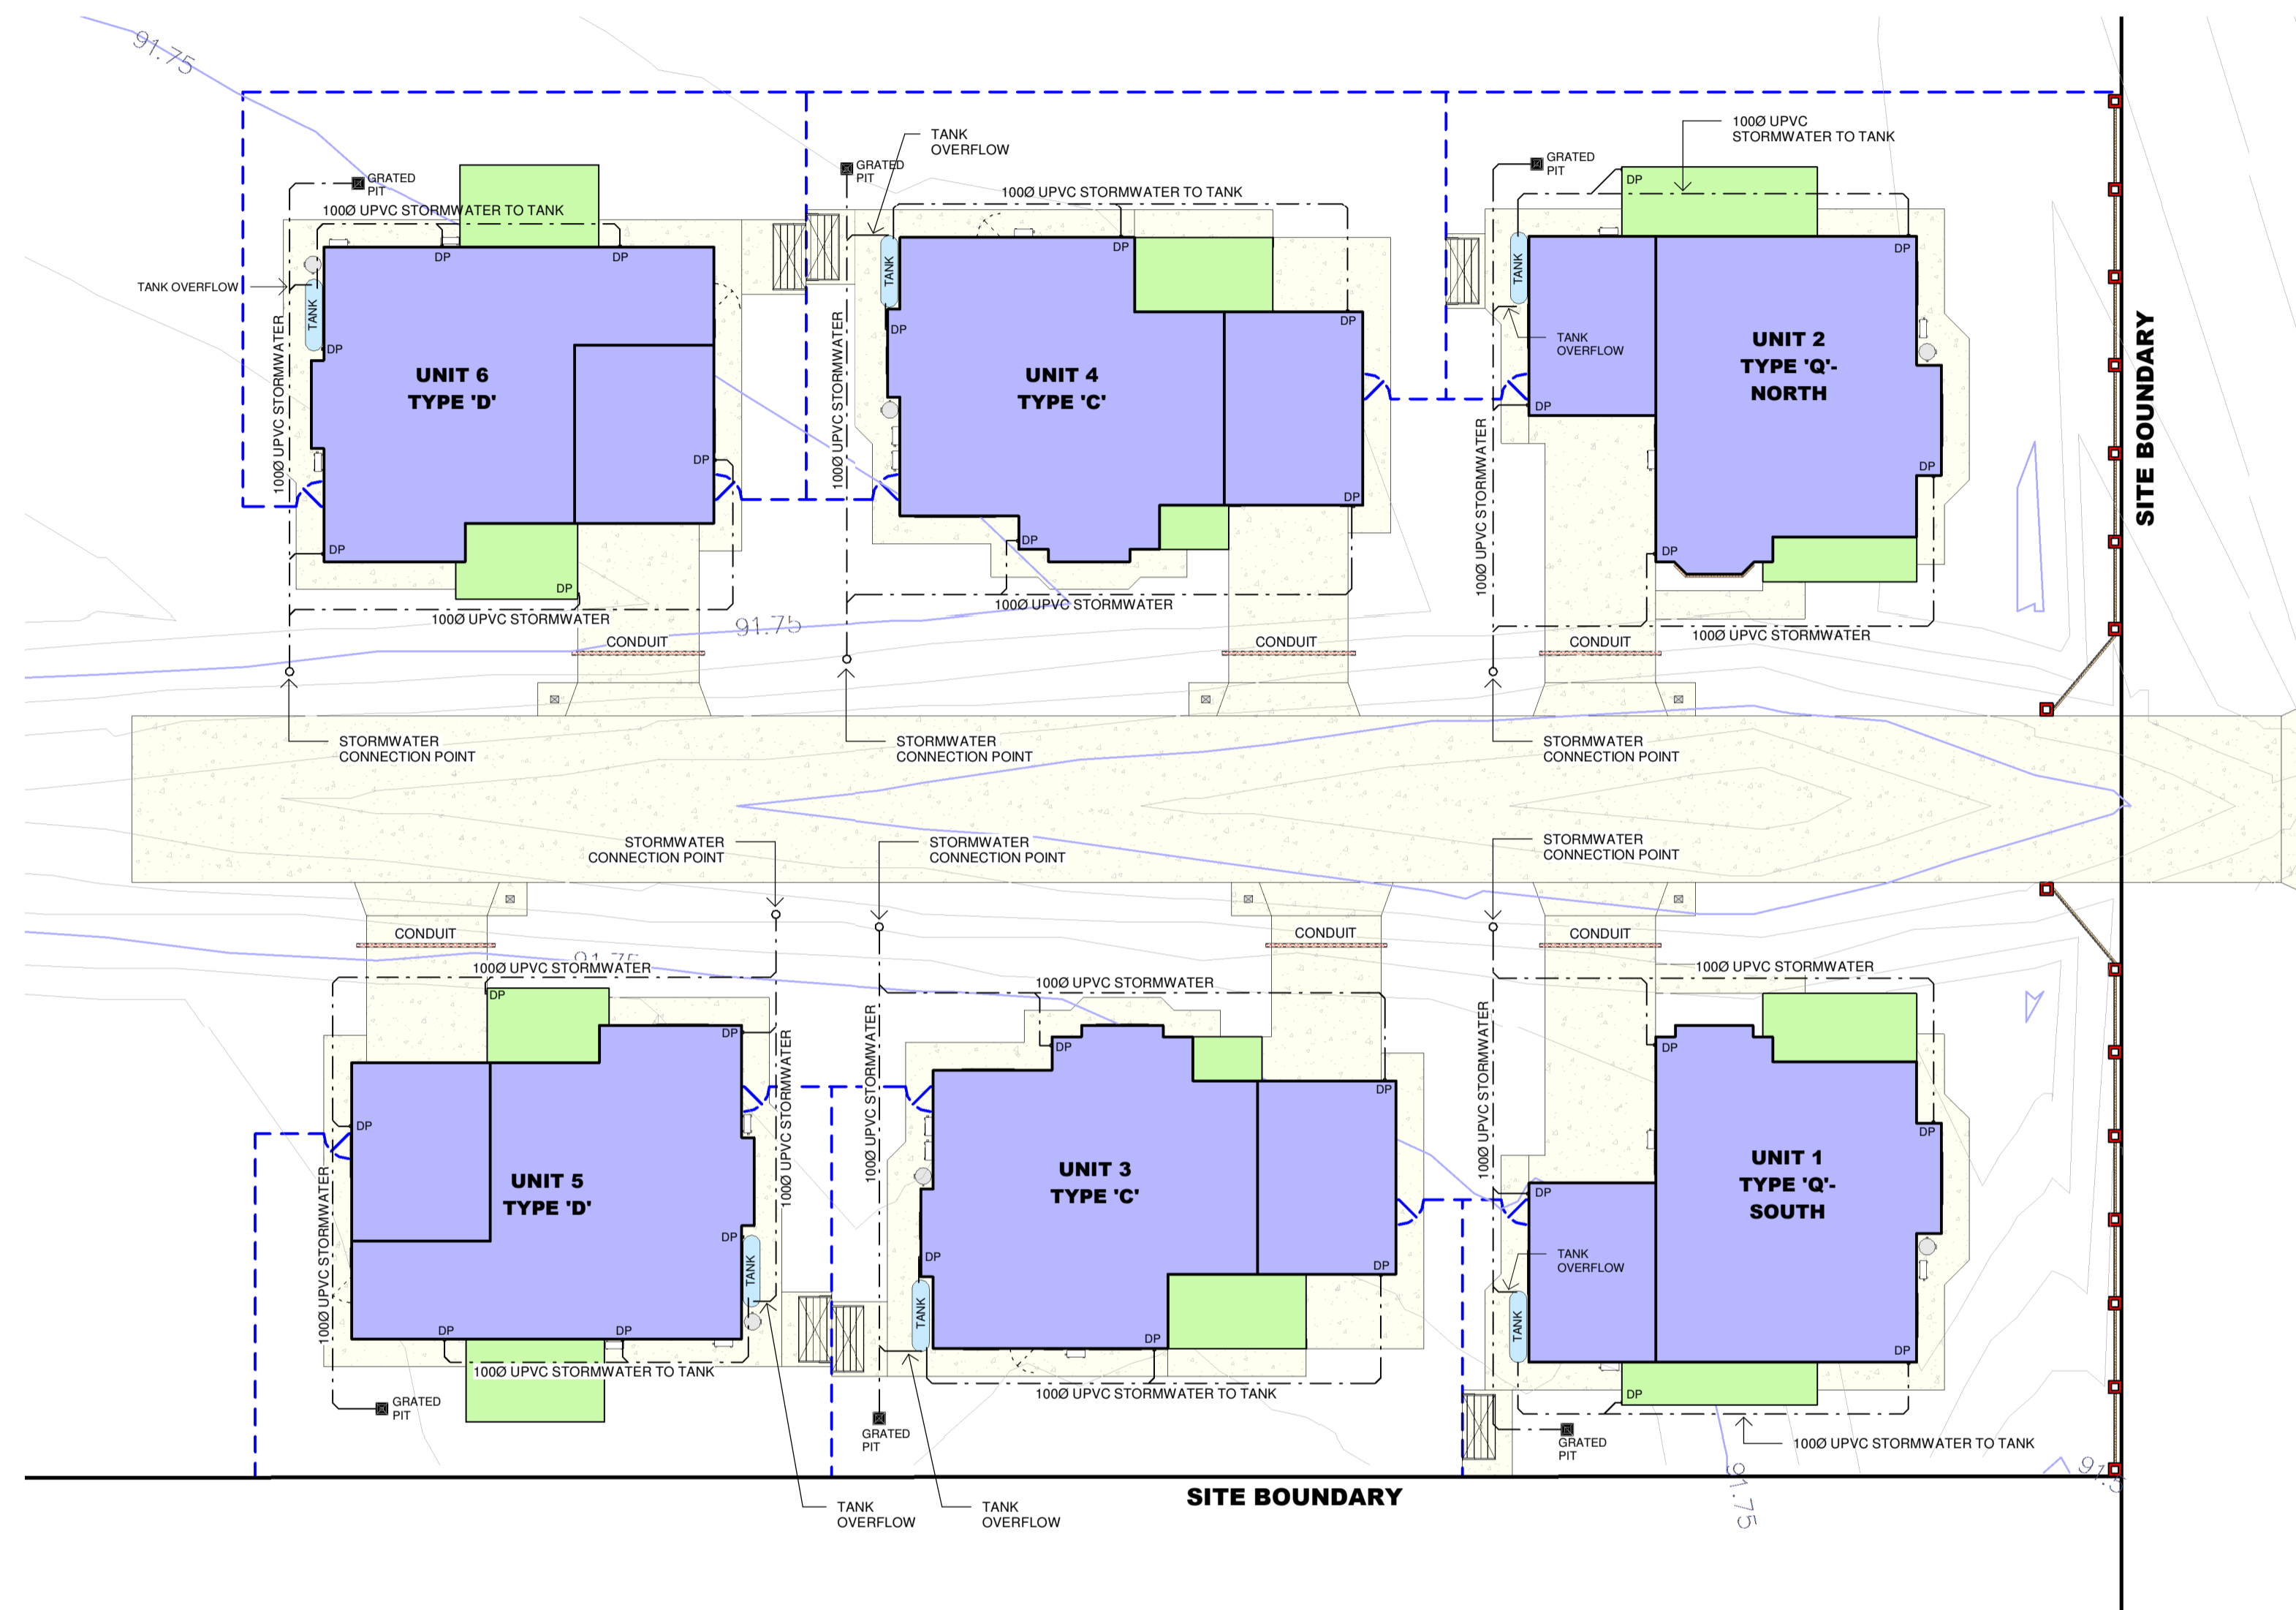 91.75
TANK
OVERFLOW
GRATED
PIT
100Ø UPVC
STORMWATER TO TANK
GRATED
PIT
GRATED
PIT
DP
100Ø UPVC STORMWATER TO TANK
100Ø UPVC STORMWATER TO TANK
DP
DP
DP
DP
TANK OVERFLOW
TANK
TANK
TANK
100Ø UPVC STORMWATER
100Ø UPVC STORMWATER
DP
DP
DP
TANK
OVERFLOW
UNIT 6
TYPE 'D'
UNIT 4
TYPE 'C'
UNIT 2
TYPE 'Q'-
NORTH
SITE BOUNDARY
DP
100Ø UPVC STORMWATER
DP
DP
DP
DP
DP
DP
DP
100Ø UPVC STORMWATER
100Ø UPVC STORMWATER
100Ø UPVC STORMWATER
91.75
CONDUIT
CONDUIT
CONDUIT
STORMWATER
CONNECTION POINT
STORMWATER
CONNECTION POINT
STORMWATER
CONNECTION POINT
STORMWATER
CONNECTION POINT
STORMWATER
CONNECTION POINT
STORMWATER
CONNECTION POINT
CONDUIT
CONDUIT
CONDUIT
91.75
100Ø UPVC STORMWATER
100Ø UPVC STORMWATER
100Ø UPVC STORMWATER
DP
DP
DP
DP
DP
DP
DP
100Ø UPVC STORMWATER
100Ø UPVC STORMWATER
100Ø UPVC STORMWATER
100Ø UPVC STORMWATER
UNIT 5
TYPE 'D'
UNIT 3
TYPE 'C'
UNIT 1
TYPE 'Q'-
SOUTH
DP
DP
DP
DP
TANK
OVERFLOW
TANK
TANK
TANK
DP
DP
DP
DP
DP
100Ø UPVC STORMWATER TO TANK
100Ø UPVC STORMWATER TO TANK
GRATED
PIT
GRATED
PIT
GRATED
PIT
100Ø UPVC STORMWATER TO TANK
SITE BOUNDARY
91.75
TANK
OVERFLOW
TANK
OVERFLOW